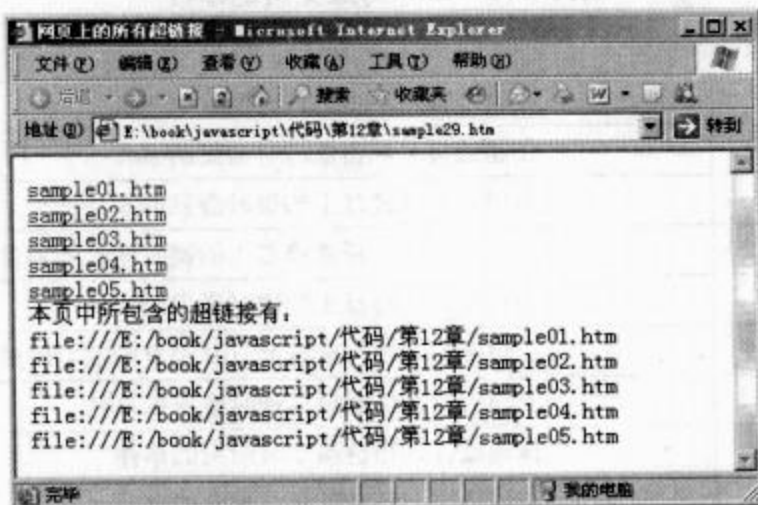 网页上的所有超链接 - Microsoft Internet Explorer
文件(F) 编辑(E) 查看(V) 收藏(A) 工具(T) 帮助(H)
后退 搜索 收藏夹
地址(D) E:\book\javascript\代码\第12章\sample29.htm 转到
sample01.htm
sample02.htm
sample03.htm
sample04.htm
sample05.htm
本页中所包含的超链接有:
file:///E:/book/javascript/代码/第12章/sample01.htm
file:///E:/book/javascript/代码/第12章/sample02.htm
file:///E:/book/javascript/代码/第12章/sample03.htm
file:///E:/book/javascript/代码/第12章/sample04.htm
file:///E:/book/javascript/代码/第12章/sample05.htm
完毕 我的电脑